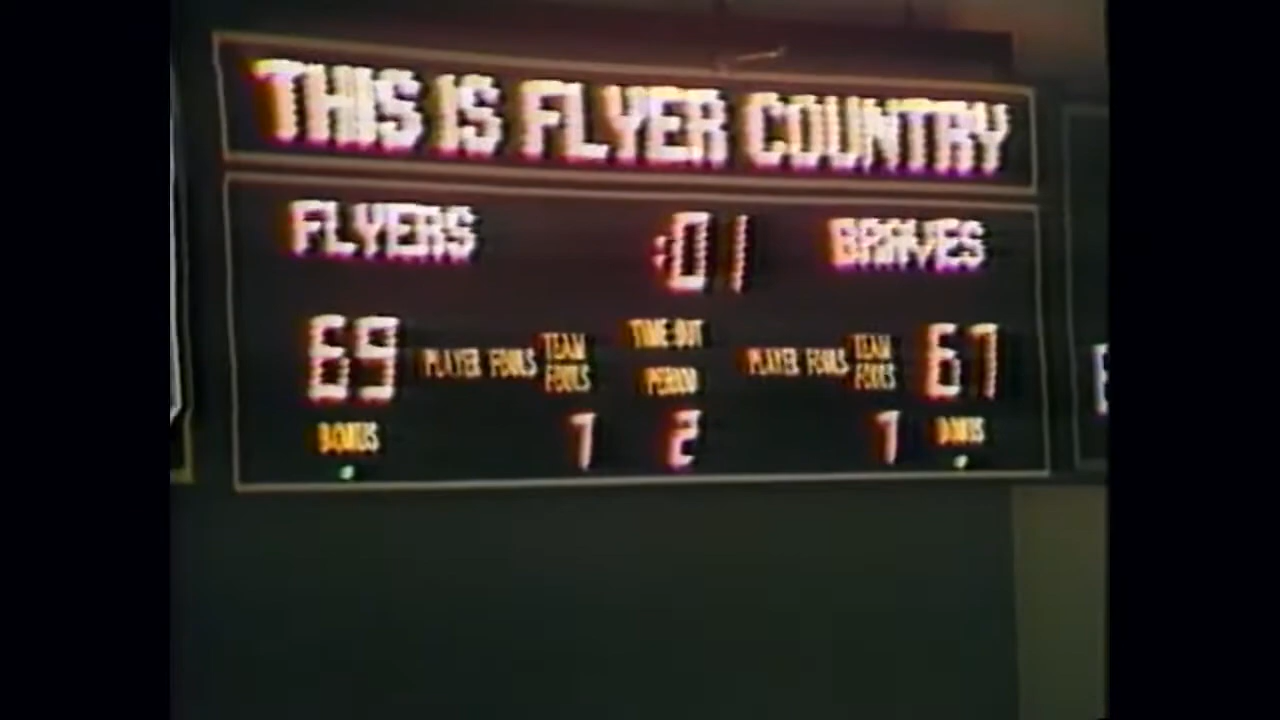 THIS IS FLYER COUNTRY
FLYERS :01 BRAVES
69 PLAYER FOULS TEAM FOULS TIME OUT PLAYER FOULS TEAM FOULS 67
PERIOD
BONUS 7 2 7 BONUS